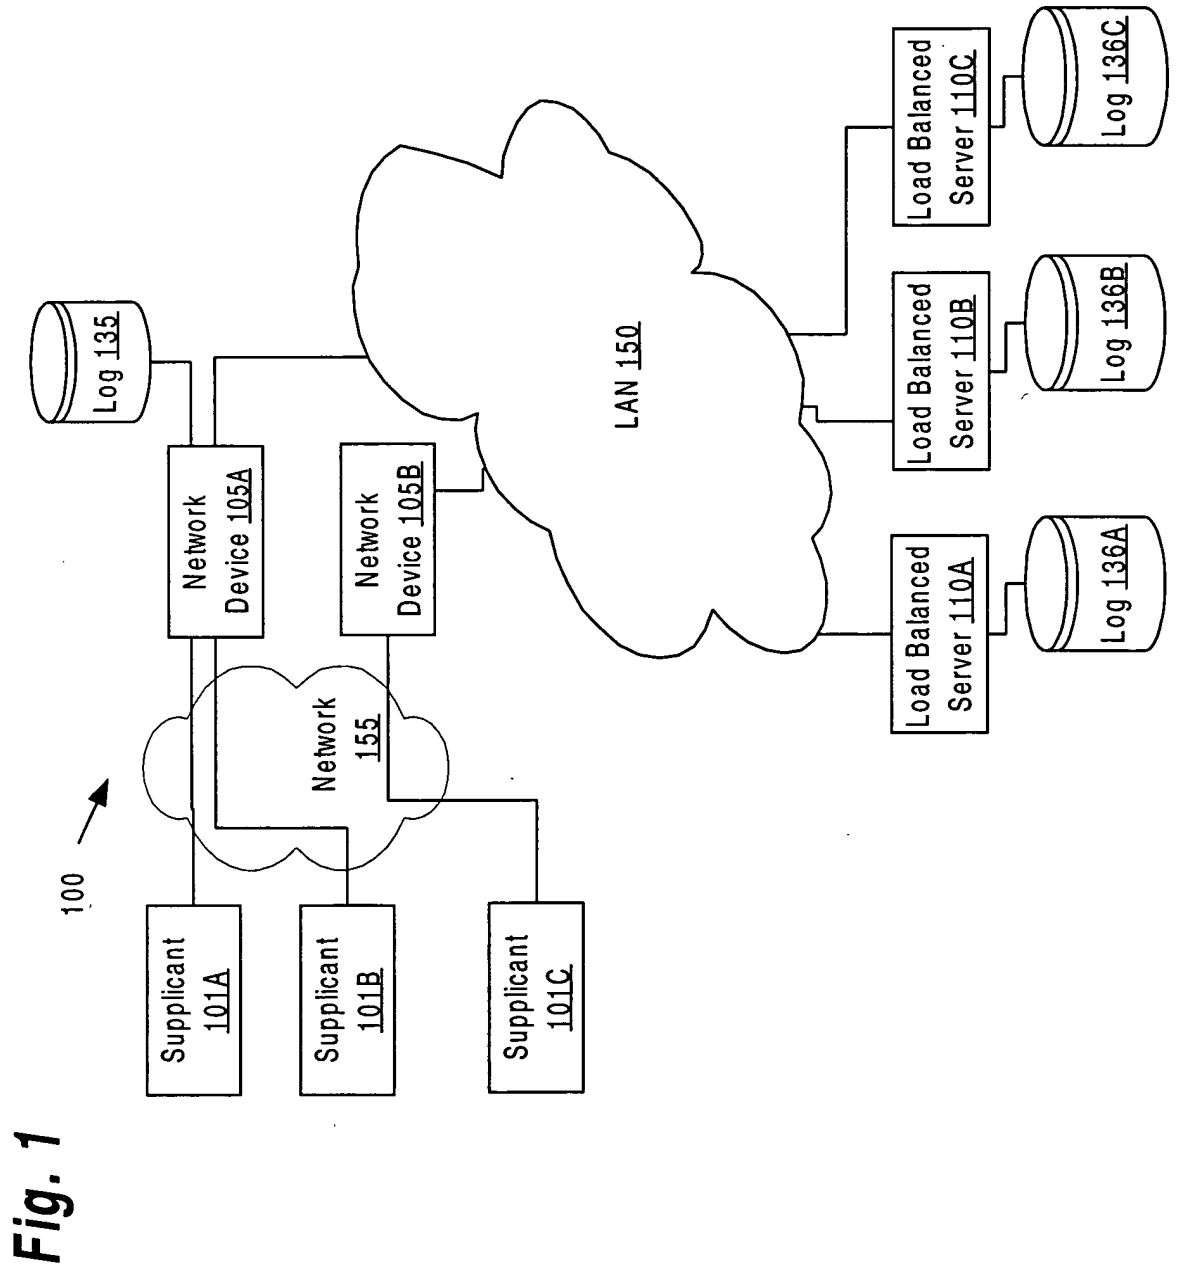 Fig. 1
100
Supplicant
101A
Supplicant
101B
Supplicant
101C
Network
155
Network
Device 105A
Network
Device 105B
Log 135
LAN 150
Load Balanced
Server 110A
Load Balanced
Server 110B
Load Balanced
Server 110C
Log 136A
Log 136B
Log 136C